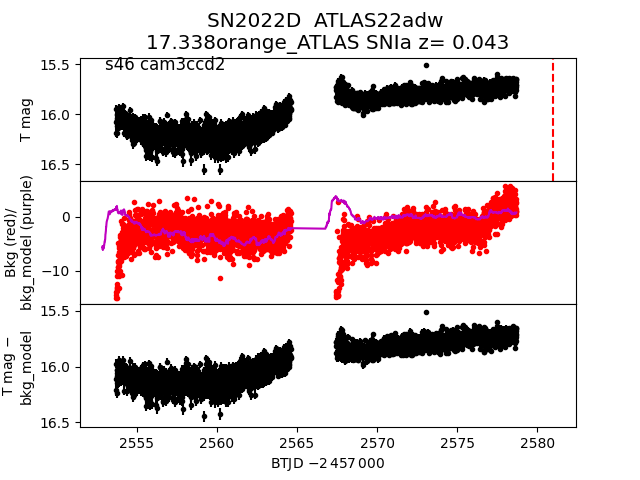 SN2022D  ATLAS22adw
17.338orange_ATLAS SNIa z= 0.043
s46 cam3ccd2
T mag
15.5
16.0
16.5
Bkg (red)/
bkg_model (purple)
0
−10
T mag −
bkg_model
15.5
16.0
16.5
2555 2560 2565 2570 2575 2580
BTJD −2 457 000